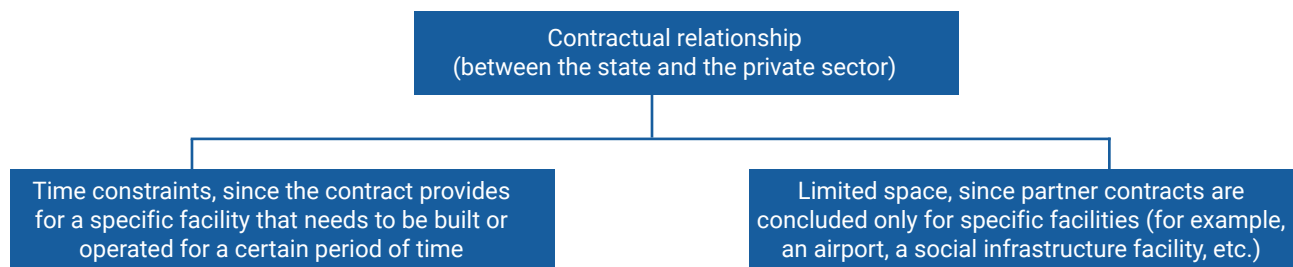 Contractual relationship
(between the state and the private sector)
Time constraints, since the contract provides
for a specific facility that needs to be built or
operated for a certain period of time
Limited space, since partner contracts are
concluded only for specific facilities (for example,
an airport, a social infrastructure facility, etc.)